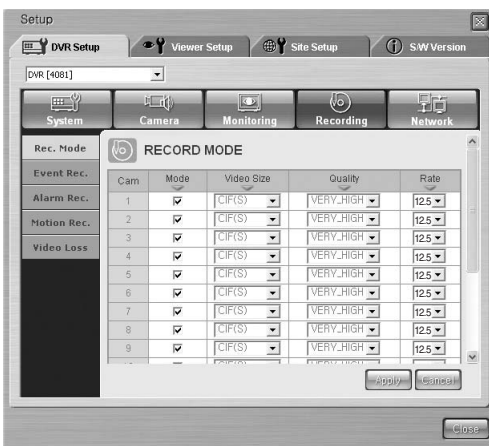 Setup
DVR Setup Viewer Setup Site Setup S/W Version
DVR [4081]
System Camera Monitoring Recording Network
Rec. Mode
Event Rec.
Alarm Rec.
Motion Rec.
Video Loss
RECORD MODE
Cam Mode Video Size Quality Rate
1 CIF(S) VERY_HIGH 12.5
2 CIF(S) VERY_HIGH 12.5
3 CIF(S) VERY_HIGH 12.5
4 CIF(S) VERY_HIGH 12.5
5 CIF(S) VERY_HIGH 12.5
6 CIF(S) VERY_HIGH 12.5
7 CIF(S) VERY_HIGH 12.5
8 CIF(S) VERY_HIGH 12.5
9 CIF(S) VERY_HIGH 12.5
Apply Cancel
Close